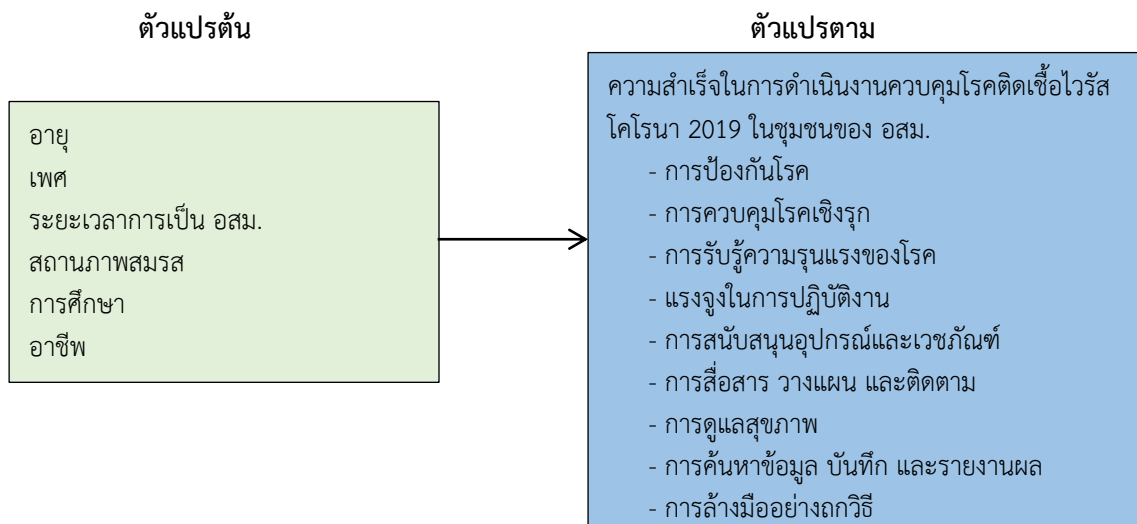 ตัวแปรต้น
ตัวแปรตาม
อายุ
เพศ
ระยะเวลาการเป็น อสม.
สถานภาพสมรส
การศึกษา
อาชีพ
ความสำเร็จในการดำเนินงานควบคุมโรคติดเชื้อไวรัส
โคโรนา 2019 ในชุมชนของ อสม.
- การป้องกันโรค
- การควบคุมโรคเชิงรุก
- การรับรู้ความรุนแรงของโรค
- แรงจูงในการปฏิบัติงาน
- การสนับสนุนอุปกรณ์และเวชภัณฑ์
- การสื่อสาร วางแผน และติดตาม
- การดูแลสุขภาพ
- การค้นหาข้อมูล บันทึก และรายงานผล
- การล้างมืออย่างถูกวิธี